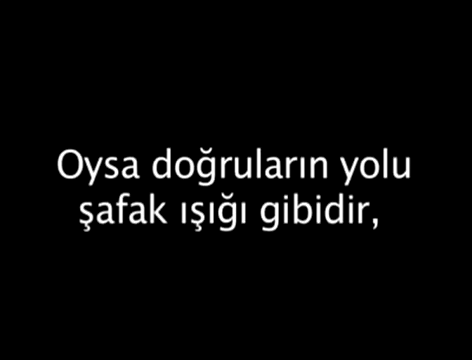 Oysa doğruların yolu
şafak ışığı gibidir,